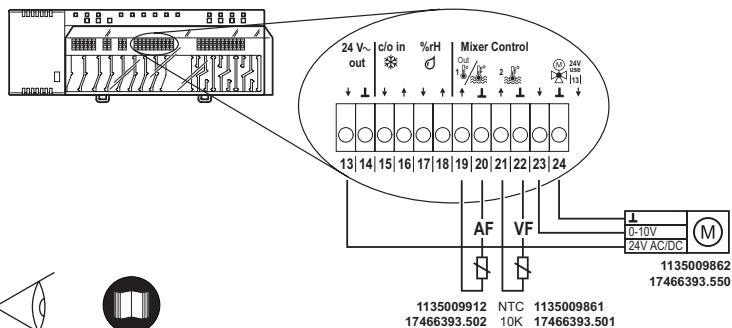 24 V~ c/o in %rH Mixer Control
out
Out
1 2
M 24V
use
|13|
13 14 15 16 17 18 19 20 21 22 23 24
AF VF
0-10V
24V AC/DC
M
1135009862
17466393.550
1135009912 NTC 1135009861
17466393.502 10K 17466393.501